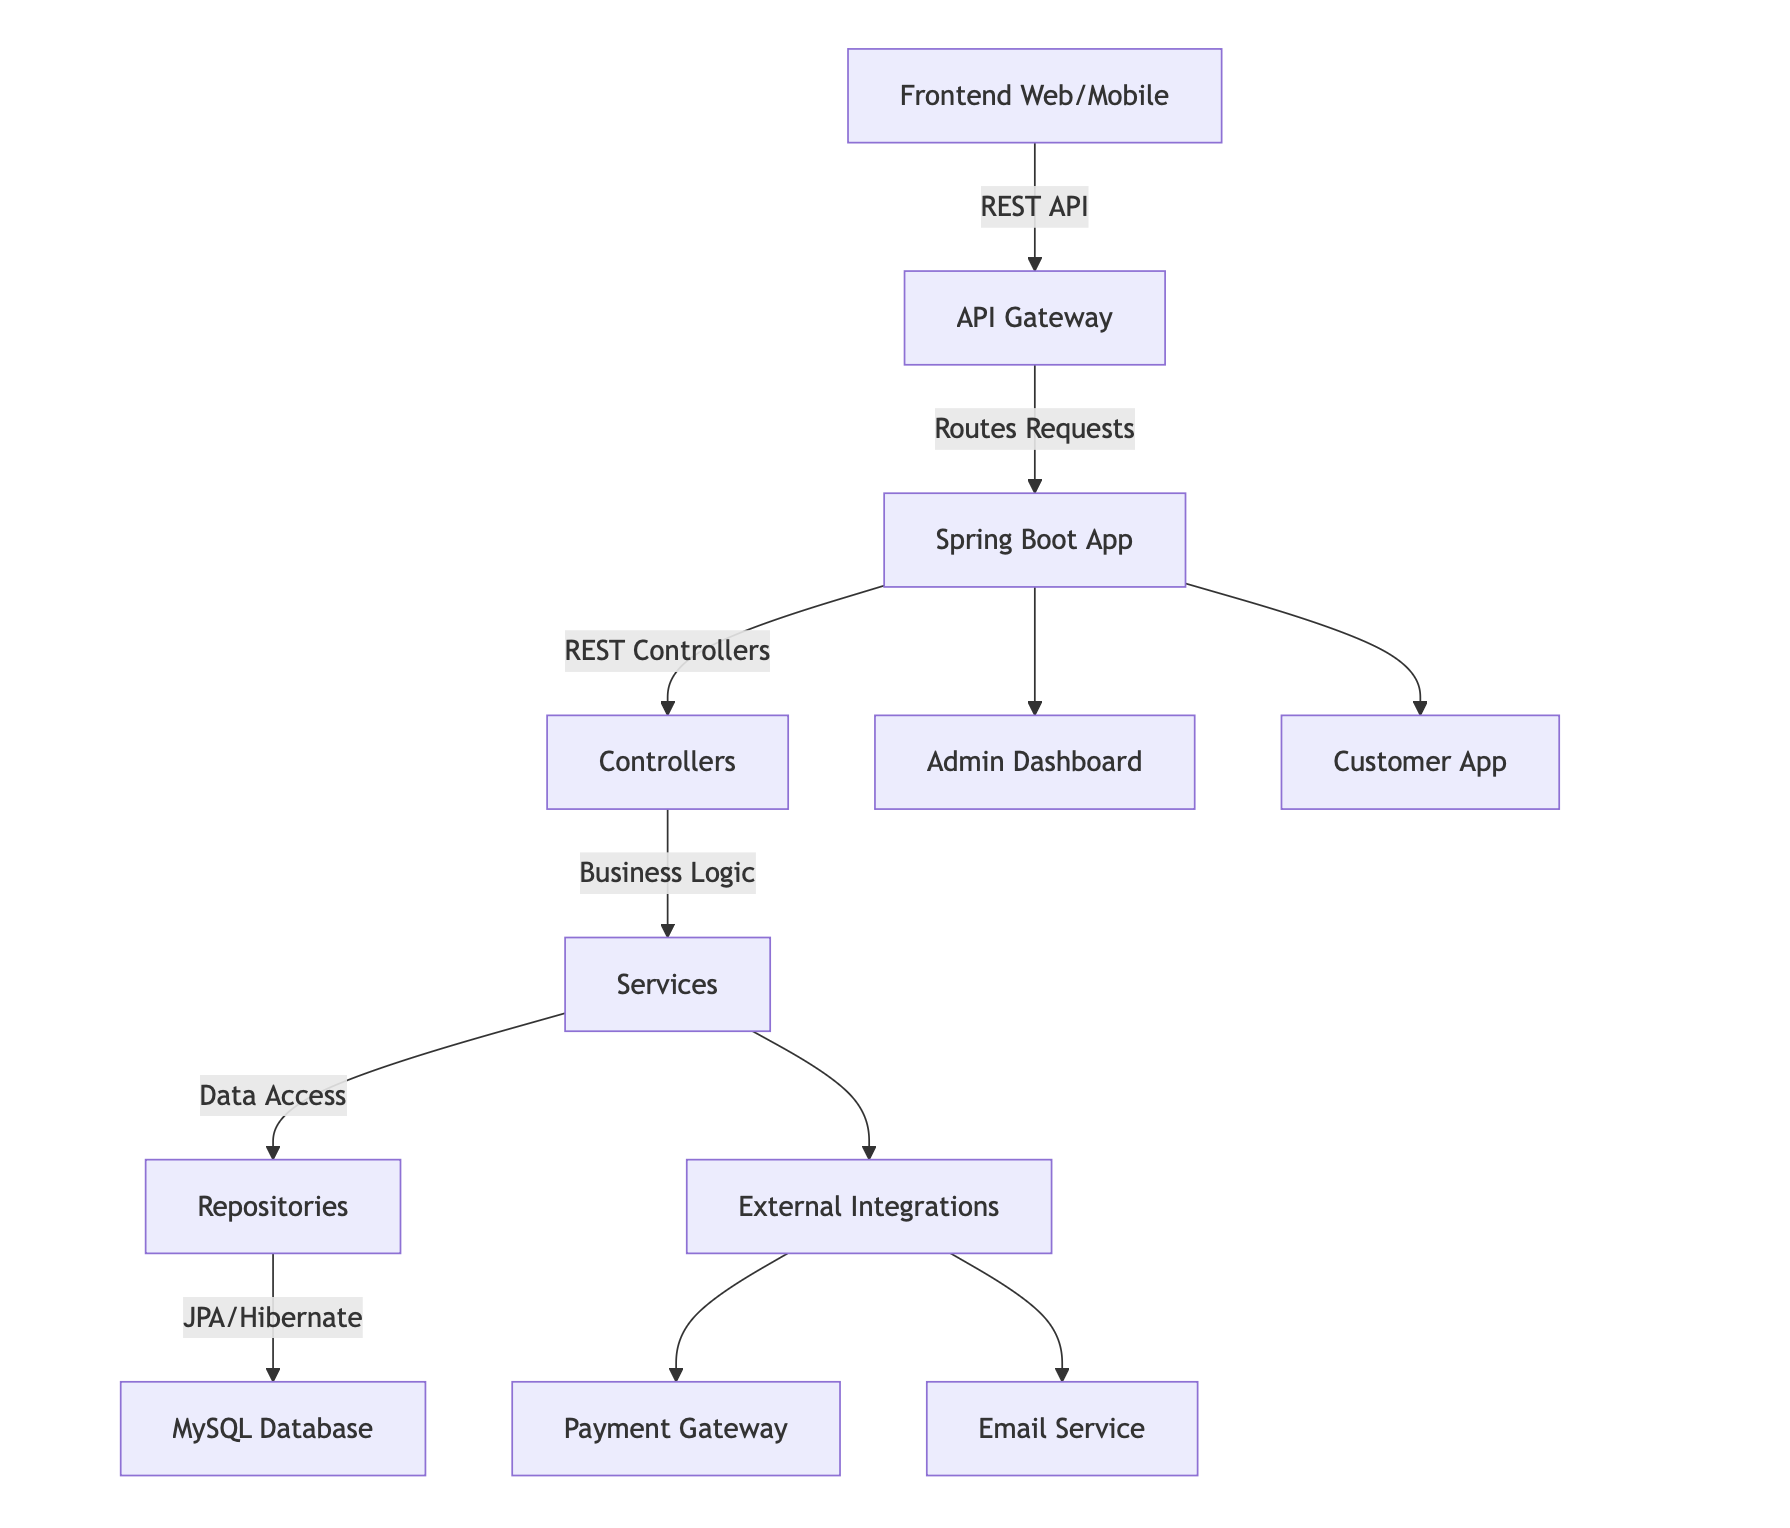 Frontend Web/Mobile
REST API
API Gateway
Routes Requests
Spring Boot App
REST Controllers
Controllers
Admin Dashboard
Customer App
Business Logic
Services
Data Access
Repositories
External Integrations
JPA/Hibernate
MySQL Database
Payment Gateway
Email Service